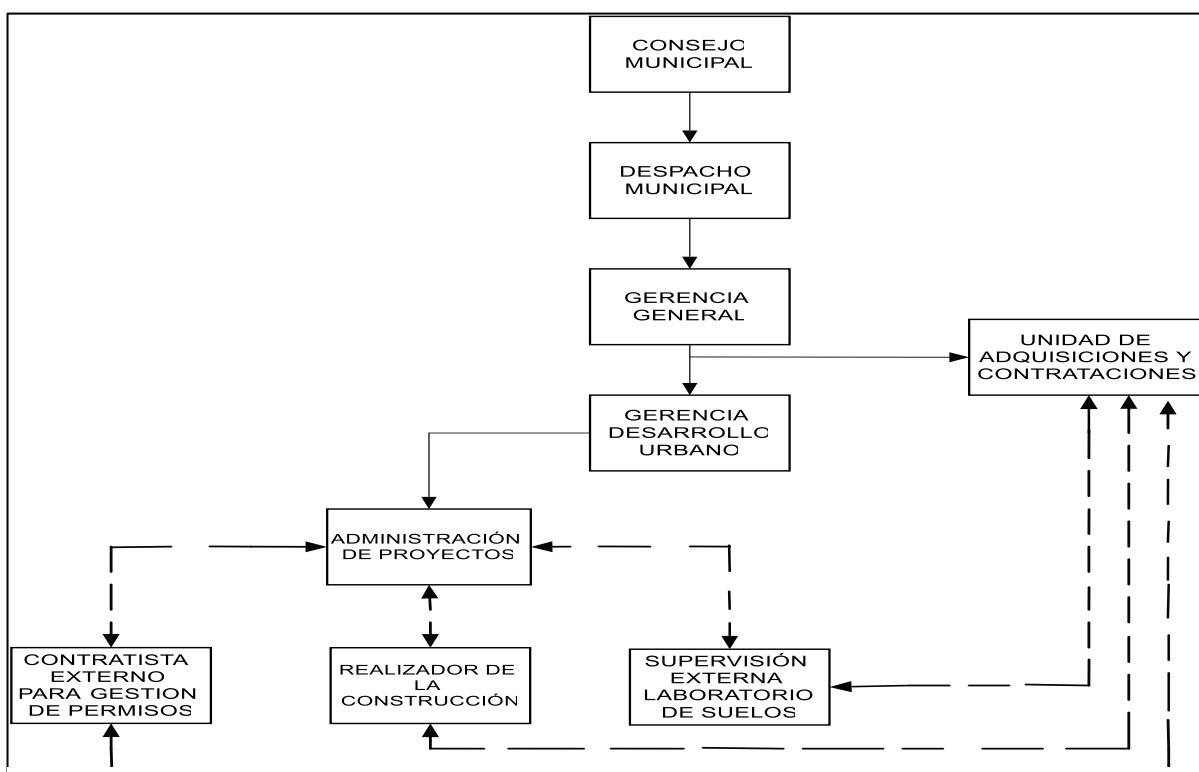 CONSEJO
MUNICIPAL
DESPACHO
MUNICIPAL
GERENCIA
GENERAL
UNIDAD DE
ADQUISICIONES Y
CONTRATACIONES
GERENCIA
DESARROLLO
URBANO
ADMINISTRACIÓN
DE PROYECTOS
CONTRATISTA
EXTERNO
PARA GESTION
DE PERMISOS
REALIZADOR DE
LA
CONSTRUCCIÓN
SUPERVISIÓN
EXTERNA
LABORATORIO
DE SUELOS